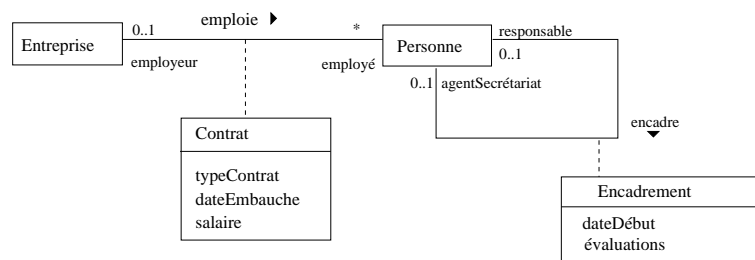 emploie
Entreprise
0..1
*
employeur
employé
Personne
responsable
0..1
0..1
agentSecrétariat
encadre
Contrat
typeContrat
dateEmbauche
salaire
Encadrement
dateDébut
évaluations